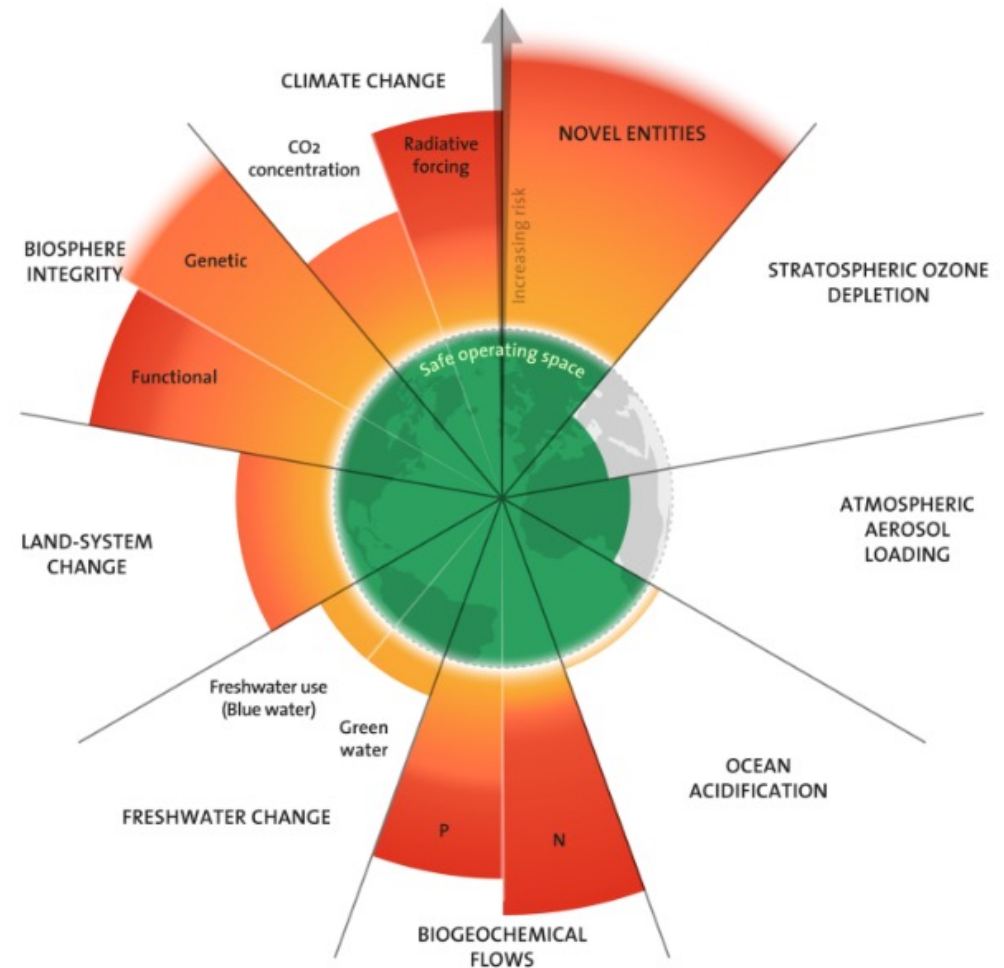 CLIMATE CHANGE
CO2
concentration
Radiative
forcing
NOVEL ENTITIES
Increasing risk
BIOSPHERE
INTEGRITY
Genetic
Functional
STRATOSPHERIC OZONE
DEPLETION
Safe operating space
ATMOSPHERIC
AEROSOL
LOADING
LAND-SYSTEM
CHANGE
Freshwater use
(Blue water)
Green
water
FRESHWATER CHANGE
OCEAN
ACIDIFICATION
P
N
BIOGEOCHEMICAL
FLOWS